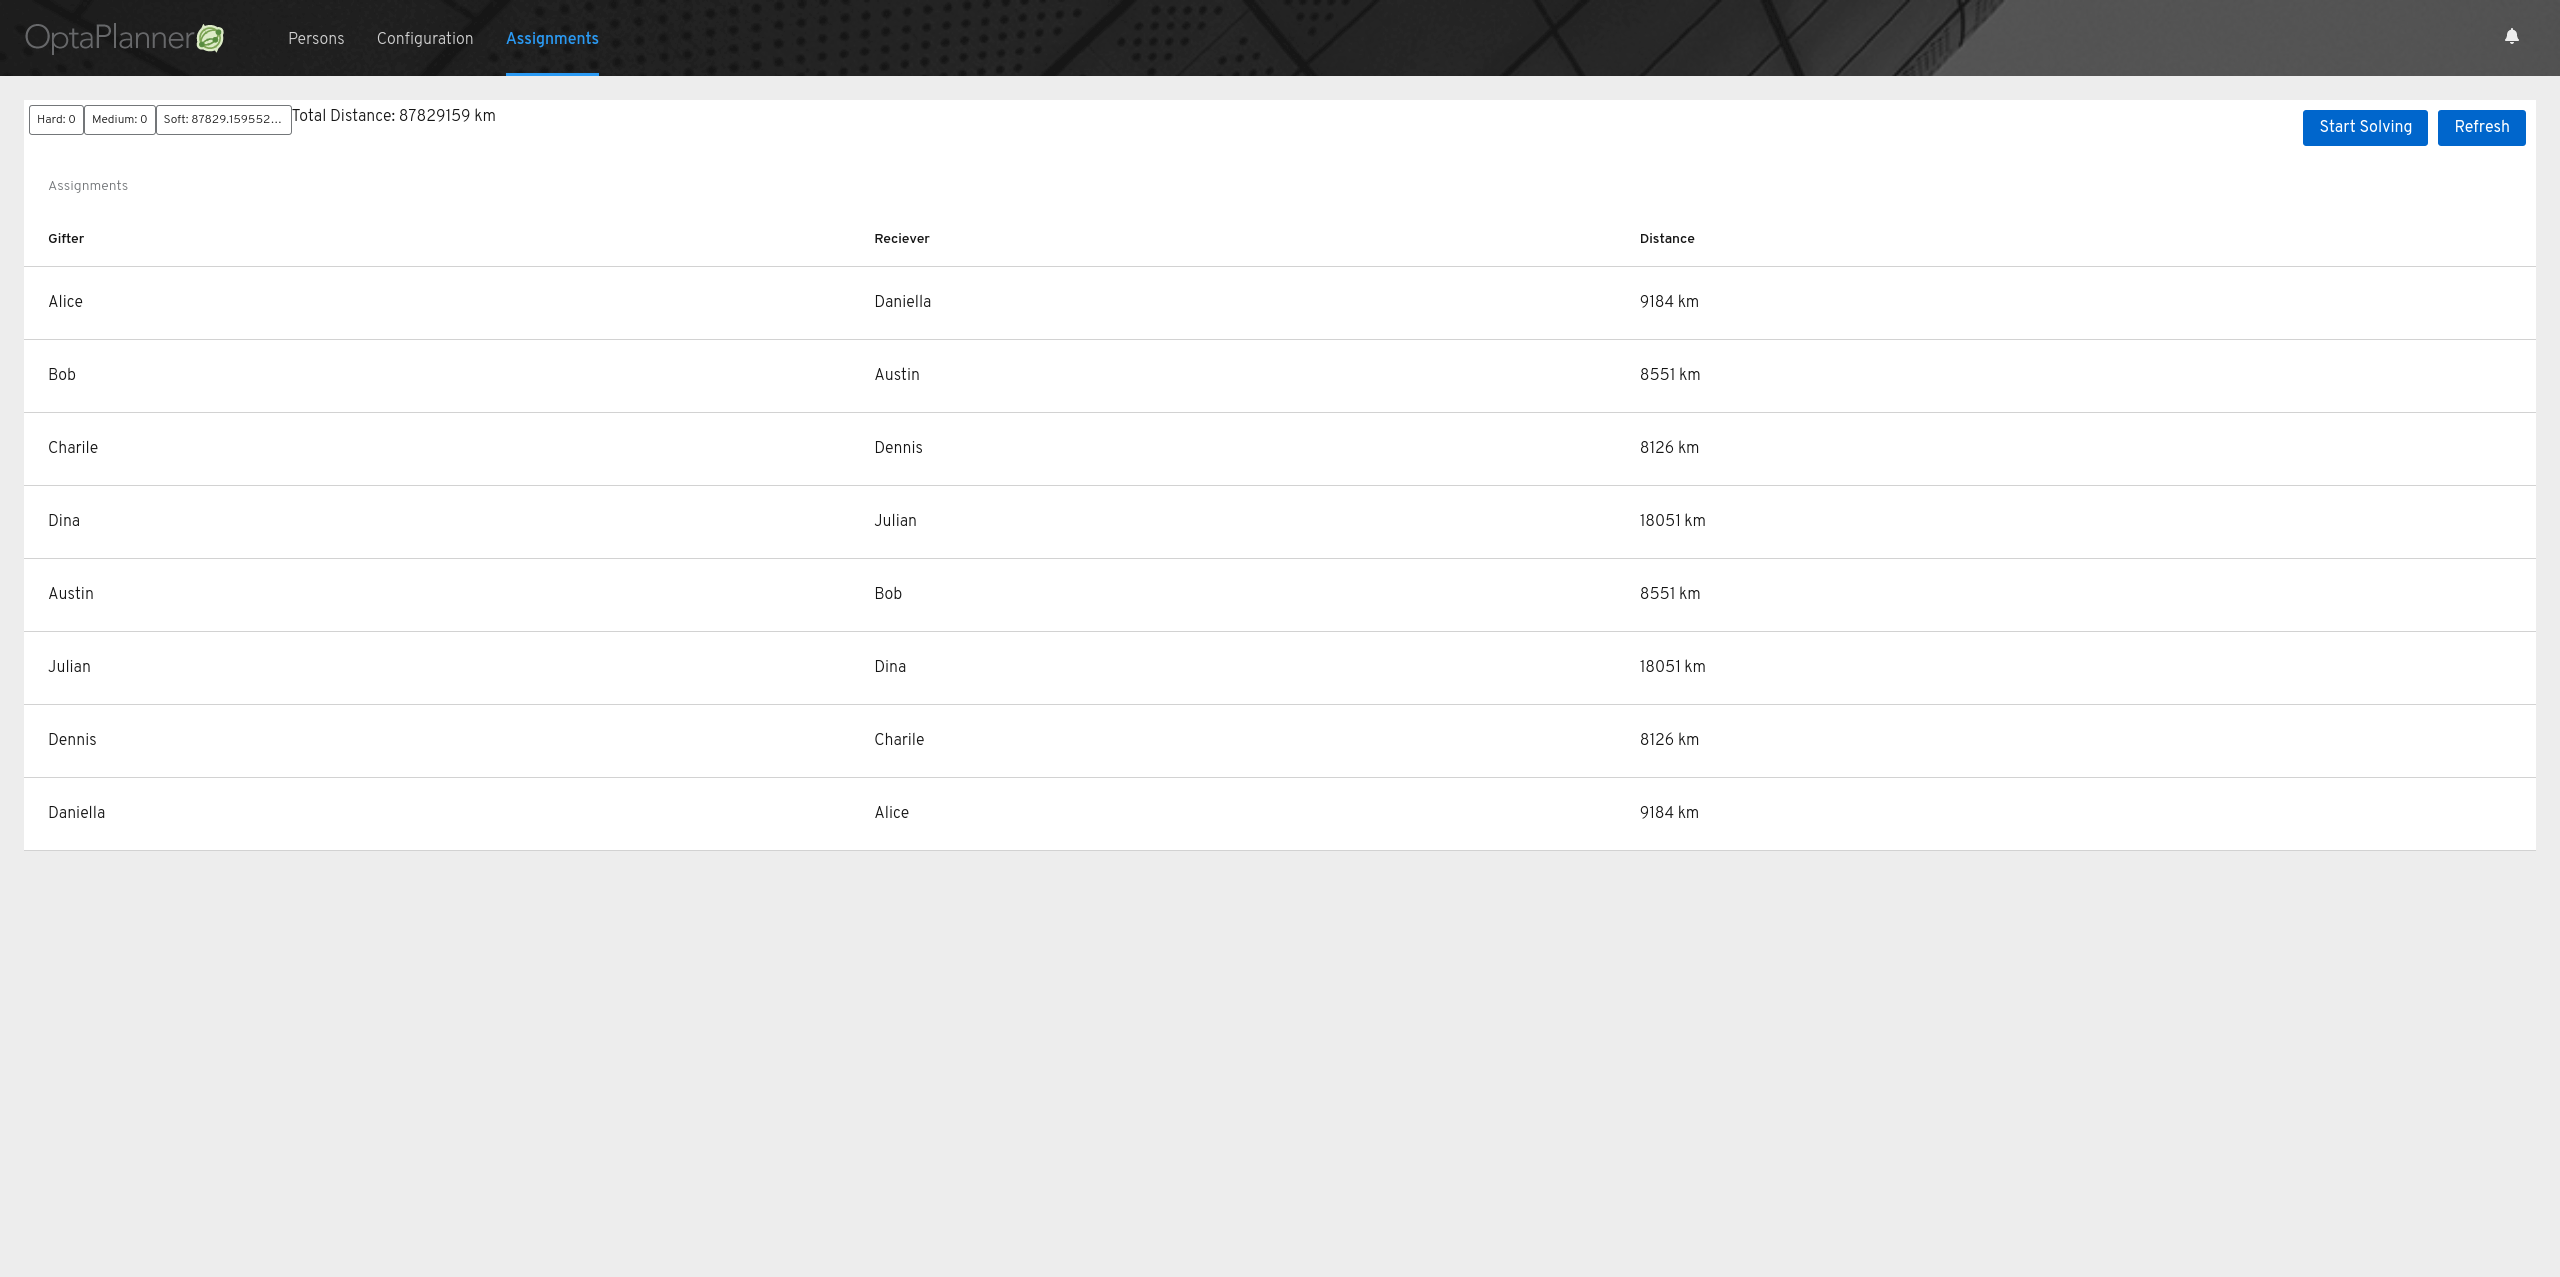 OptaPlanner Persons Configuration Assignments
Hard: 0 Medium: 0 Soft: 87829.159552... Total Distance: 87829159 km Start Solving Refresh
Assignments
Gifter Reciever Distance
Alice Daniella 9184 km
Bob Austin 8551 km
Charile Dennis 8126 km
Dina Julian 18051 km
Austin Bob 8551 km
Julian Dina 18051 km
Dennis Charile 8126 km
Daniella Alice 9184 km